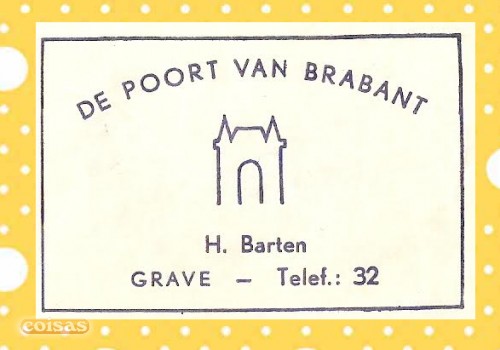 DE POORT VAN BRABANT
H. Barten
GRAVE – Telef.: 32
coisas